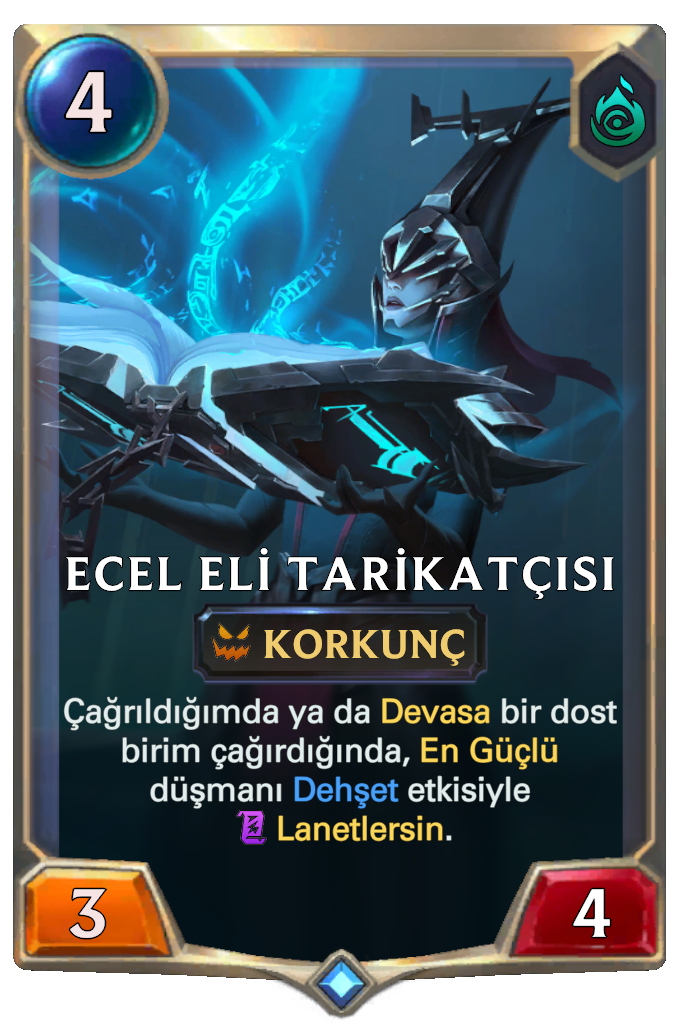 4
ECEL ELİ TARİKATÇISI
KORKUNÇ
Çağrıldığımda ya da Devasa bir dost
birim çağırdığında, En Güçlü
düşmanı Dehşet etkisiyle
Lanetlersin.
3
4